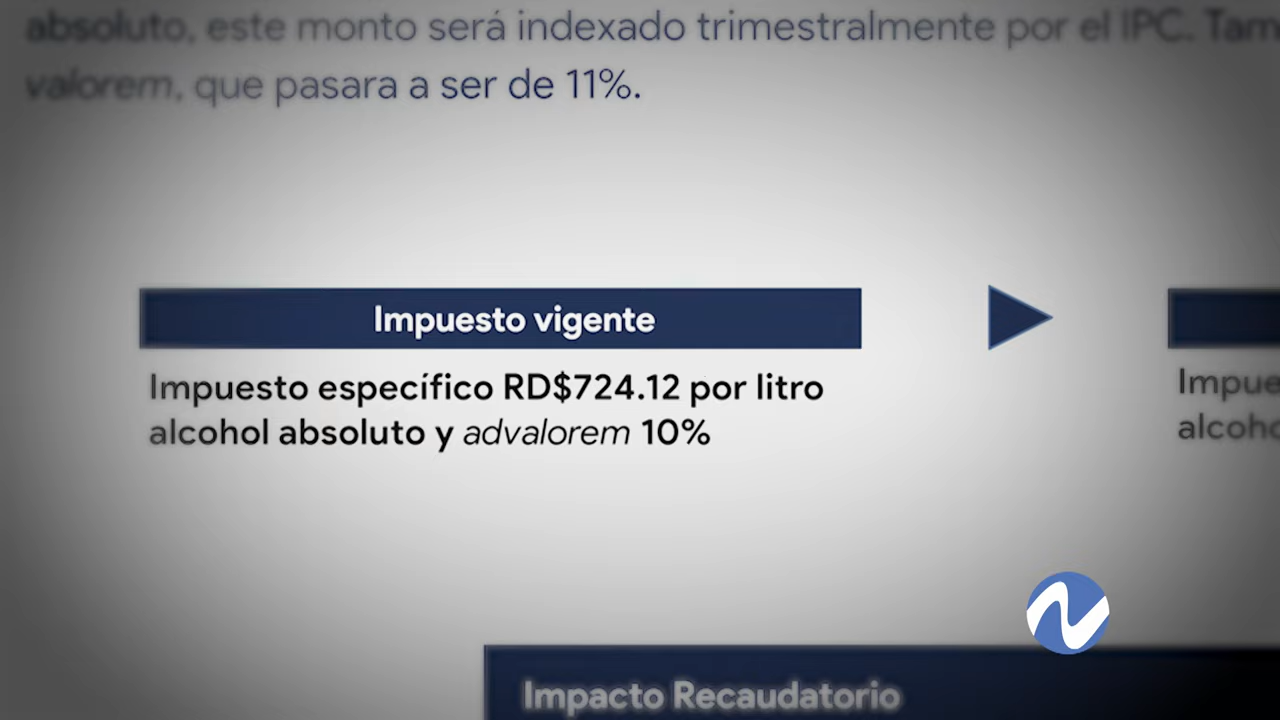 absoluto, este monto será indexado trimestralmente por el IPC.
valorem, que pasara a ser de 11%.
Impuesto vigente
Impuesto específico RD$724.12 por litro
alcohol absoluto y advalorem 10%
Impacto Recaudatorio